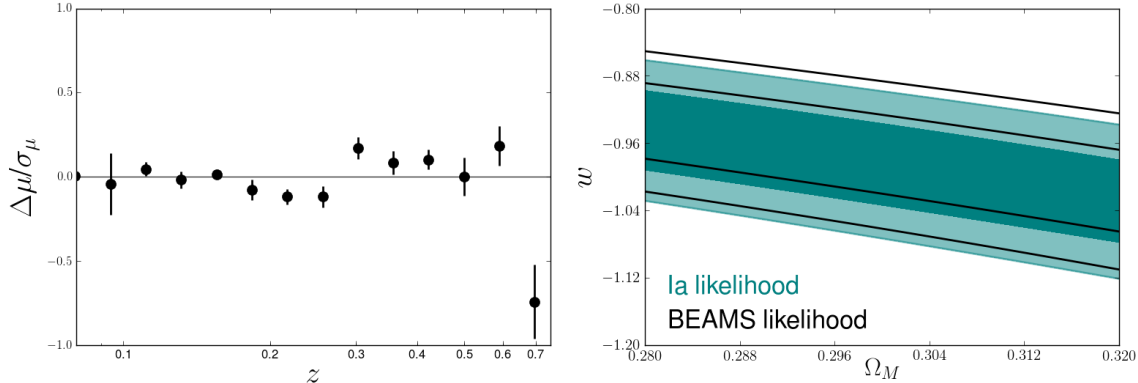 1.0
0.5
0.0
−0.5
−1.0
Δμ/σ_μ
0.1 0.2 0.3 0.4 0.5 0.6 0.7
z
−0.80
−0.88
−0.96
−1.04
−1.12
−1.20
w
Ia likelihood
BEAMS likelihood
0.280 0.288 0.296 0.304 0.312 0.320
Ω_M